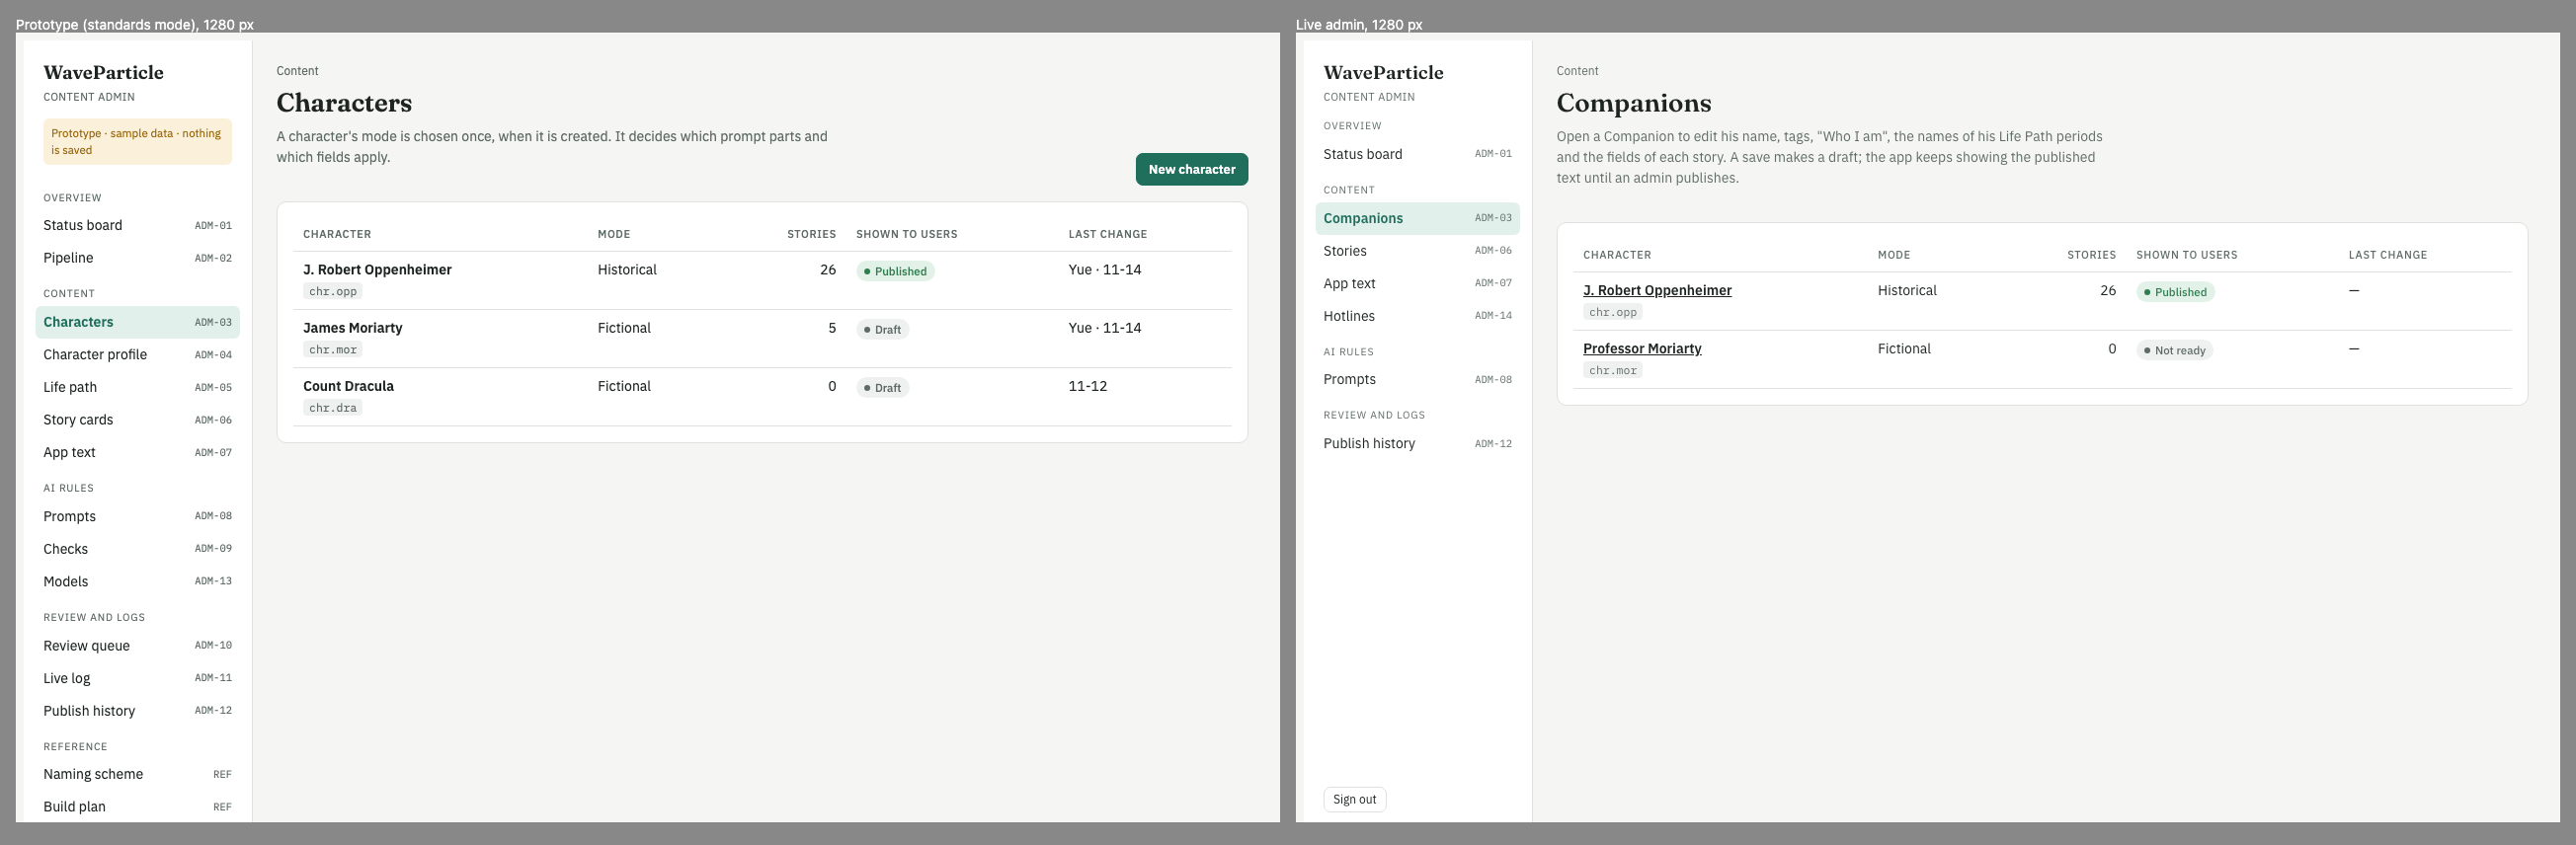 Prototype (standards mode), 1280 px
WaveParticle
CONTENT ADMIN
Prototype · sample data · nothing
is saved
OVERVIEW
Status board ADM-01
Pipeline ADM-02
CONTENT
Characters ADM-03
Character profile ADM-04
Life path ADM-05
Story cards ADM-06
App text ADM-07
AI RULES
Prompts ADM-08
Checks ADM-09
Models ADM-13
REVIEW AND LOGS
Review queue ADM-10
Live log ADM-11
Publish history ADM-12
REFERENCE
Naming scheme REF
Build plan REF
Content
Characters
A character's mode is chosen once, when it is created. It decides which prompt parts and
which fields apply.
New character
CHARACTER MODE STORIES SHOWN TO USERS LAST CHANGE
J. Robert Oppenheimer Historical 26 Published Yue · 11-14
chr.opp
James Moriarty Fictional 5 Draft Yue · 11-14
chr.mor
Count Dracula Fictional 0 Draft 11-12
chr.dra
Live admin, 1280 px
WaveParticle
CONTENT ADMIN
OVERVIEW
Status board ADM-01
CONTENT
Companions ADM-03
Stories ADM-06
App text ADM-07
Hotlines ADM-14
AI RULES
Prompts ADM-08
REVIEW AND LOGS
Publish history ADM-12
Sign out
Content
Companions
Open a Companion to edit his name, tags, "Who I am", the names of his Life Path periods
and the fields of each story. A save makes a draft; the app keeps showing the published
text until an admin publishes.
CHARACTER MODE STORIES SHOWN TO USERS LAST CHANGE
J. Robert Oppenheimer Historical 26 Published —
chr.opp
Professor Moriarty Fictional 0 Not ready —
chr.mor